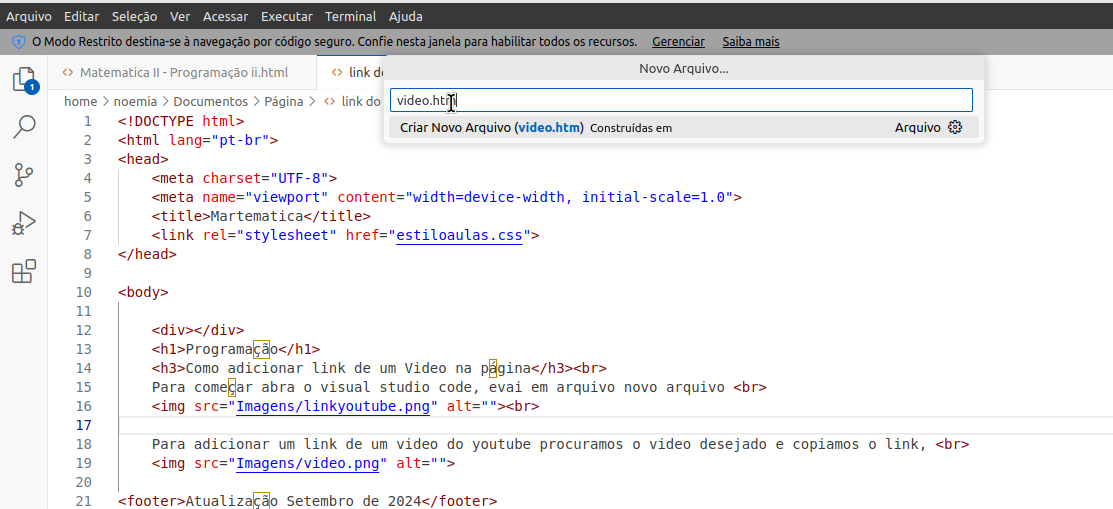 Arquivo Editar Seleção Ver Acessar Executar Terminal Ajuda
O Modo Restrito destina-se à navegação por código seguro. Confie nesta janela para habilitar todos os recursos. Gerenciar Saiba mais
Matematica II - Programação ii.html
link do
Novo Arquivo...
video.htm
Criar Novo Arquivo (video.htm) Construídas em Arquivo
1
home > noemia > Documentos > Página > link do
1 <!DOCTYPE html>
2 <html lang="pt-br">
3 <head>
4 <meta charset="UTF-8">
5 <meta name="viewport" content="width=device-width, initial-scale=1.0">
6 <title>Martematica</title>
7 <link rel="stylesheet" href="estiloaulas.css">
8 </head>
9
10 <body>
11
12 <div></div>
13 <h1>Programação</h1>
14 <h3>Como adicionar link de um Video na página</h3><br>
15 Para começar abra o visual studio code, evai em arquivo novo arquivo <br>
16 <img src="Imagens/linkyoutube.png" alt=""><br>
17
18 Para adicionar um link de um video do youtube procuramos o video desejado e copiamos o link, <br>
19 <img src="Imagens/video.png" alt="">
20
21 <footer>Atualização Setembro de 2024</footer>